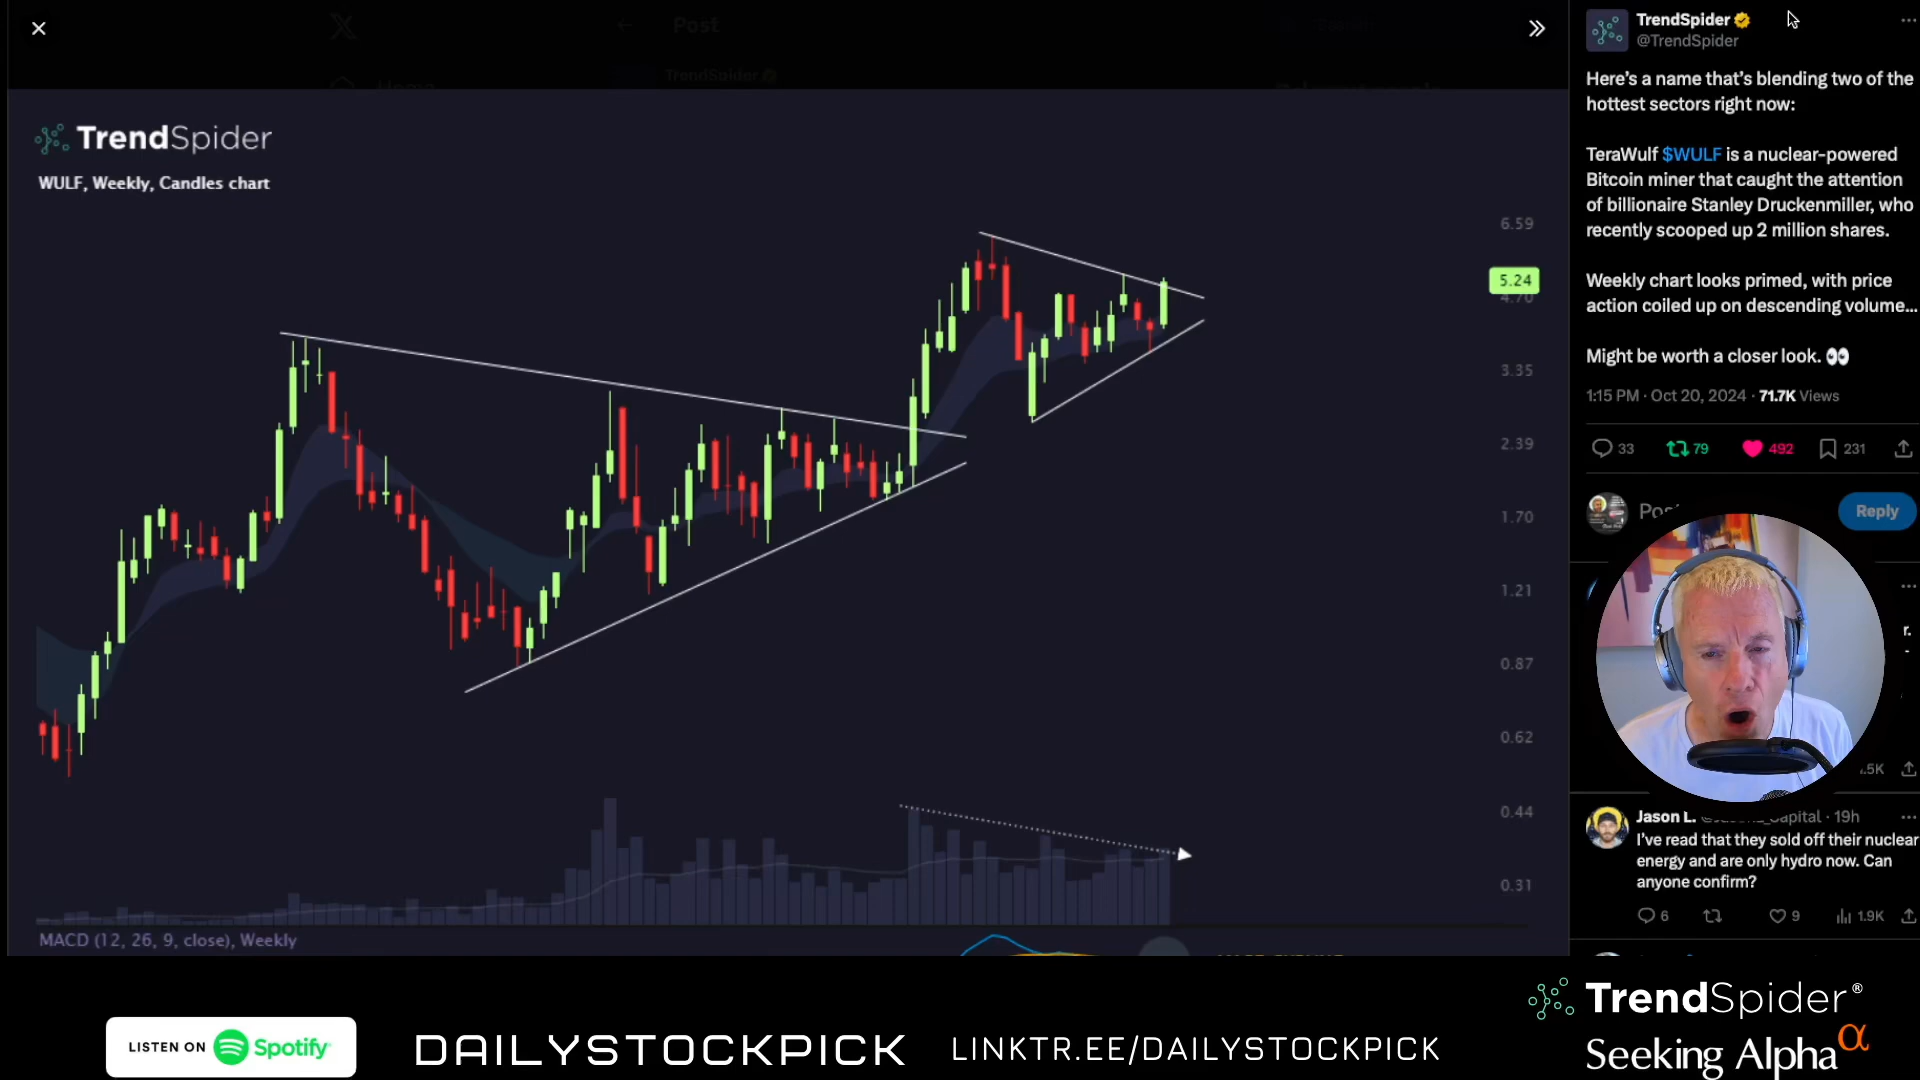 Post
TrendSpider
Home
TrendSpider
WULF, Weekly, Candles chart
6.59
5.24
4.70
3.35
2.39
1.70
1.21
0.87
0.62
0.44
0.31
MACD (12, 26, 9, close), Weekly
TrendSpider
@TrendSpider
Here's a name that's blending two of the
hottest sectors right now:
TeraWulf $WULF is a nuclear-powered
Bitcoin miner that caught the attention
of billionaire Stanley Druckenmiller, who
recently scooped up 2 million shares.
Weekly chart looks primed, with price
action coiled up on descending volume...
Might be worth a closer look. 👀
1:15 PM · Oct 20, 2024 · 71.7K Views
33 79 492 231
Reply
.5K
Jason L. · 19h
I've read that they sold off their nuclear
energy and are only hydro now. Can
anyone confirm?
6 9 1.9K
LISTEN ON Spotify
DAILYSTOCKPICK
LINKTR.EE/DAILYSTOCKPICK
TrendSpider®
Seeking Alpha α